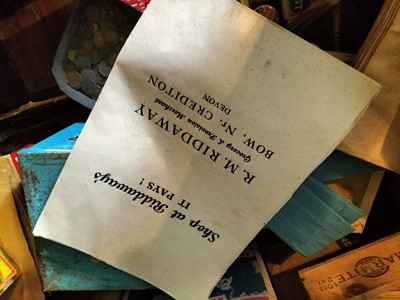 Shop at Riddaway's
IT PAYS!
R. M. RIDDAWAY
Grocery & Provision Merchant
BOW, Nr. CREDITON
DEVON